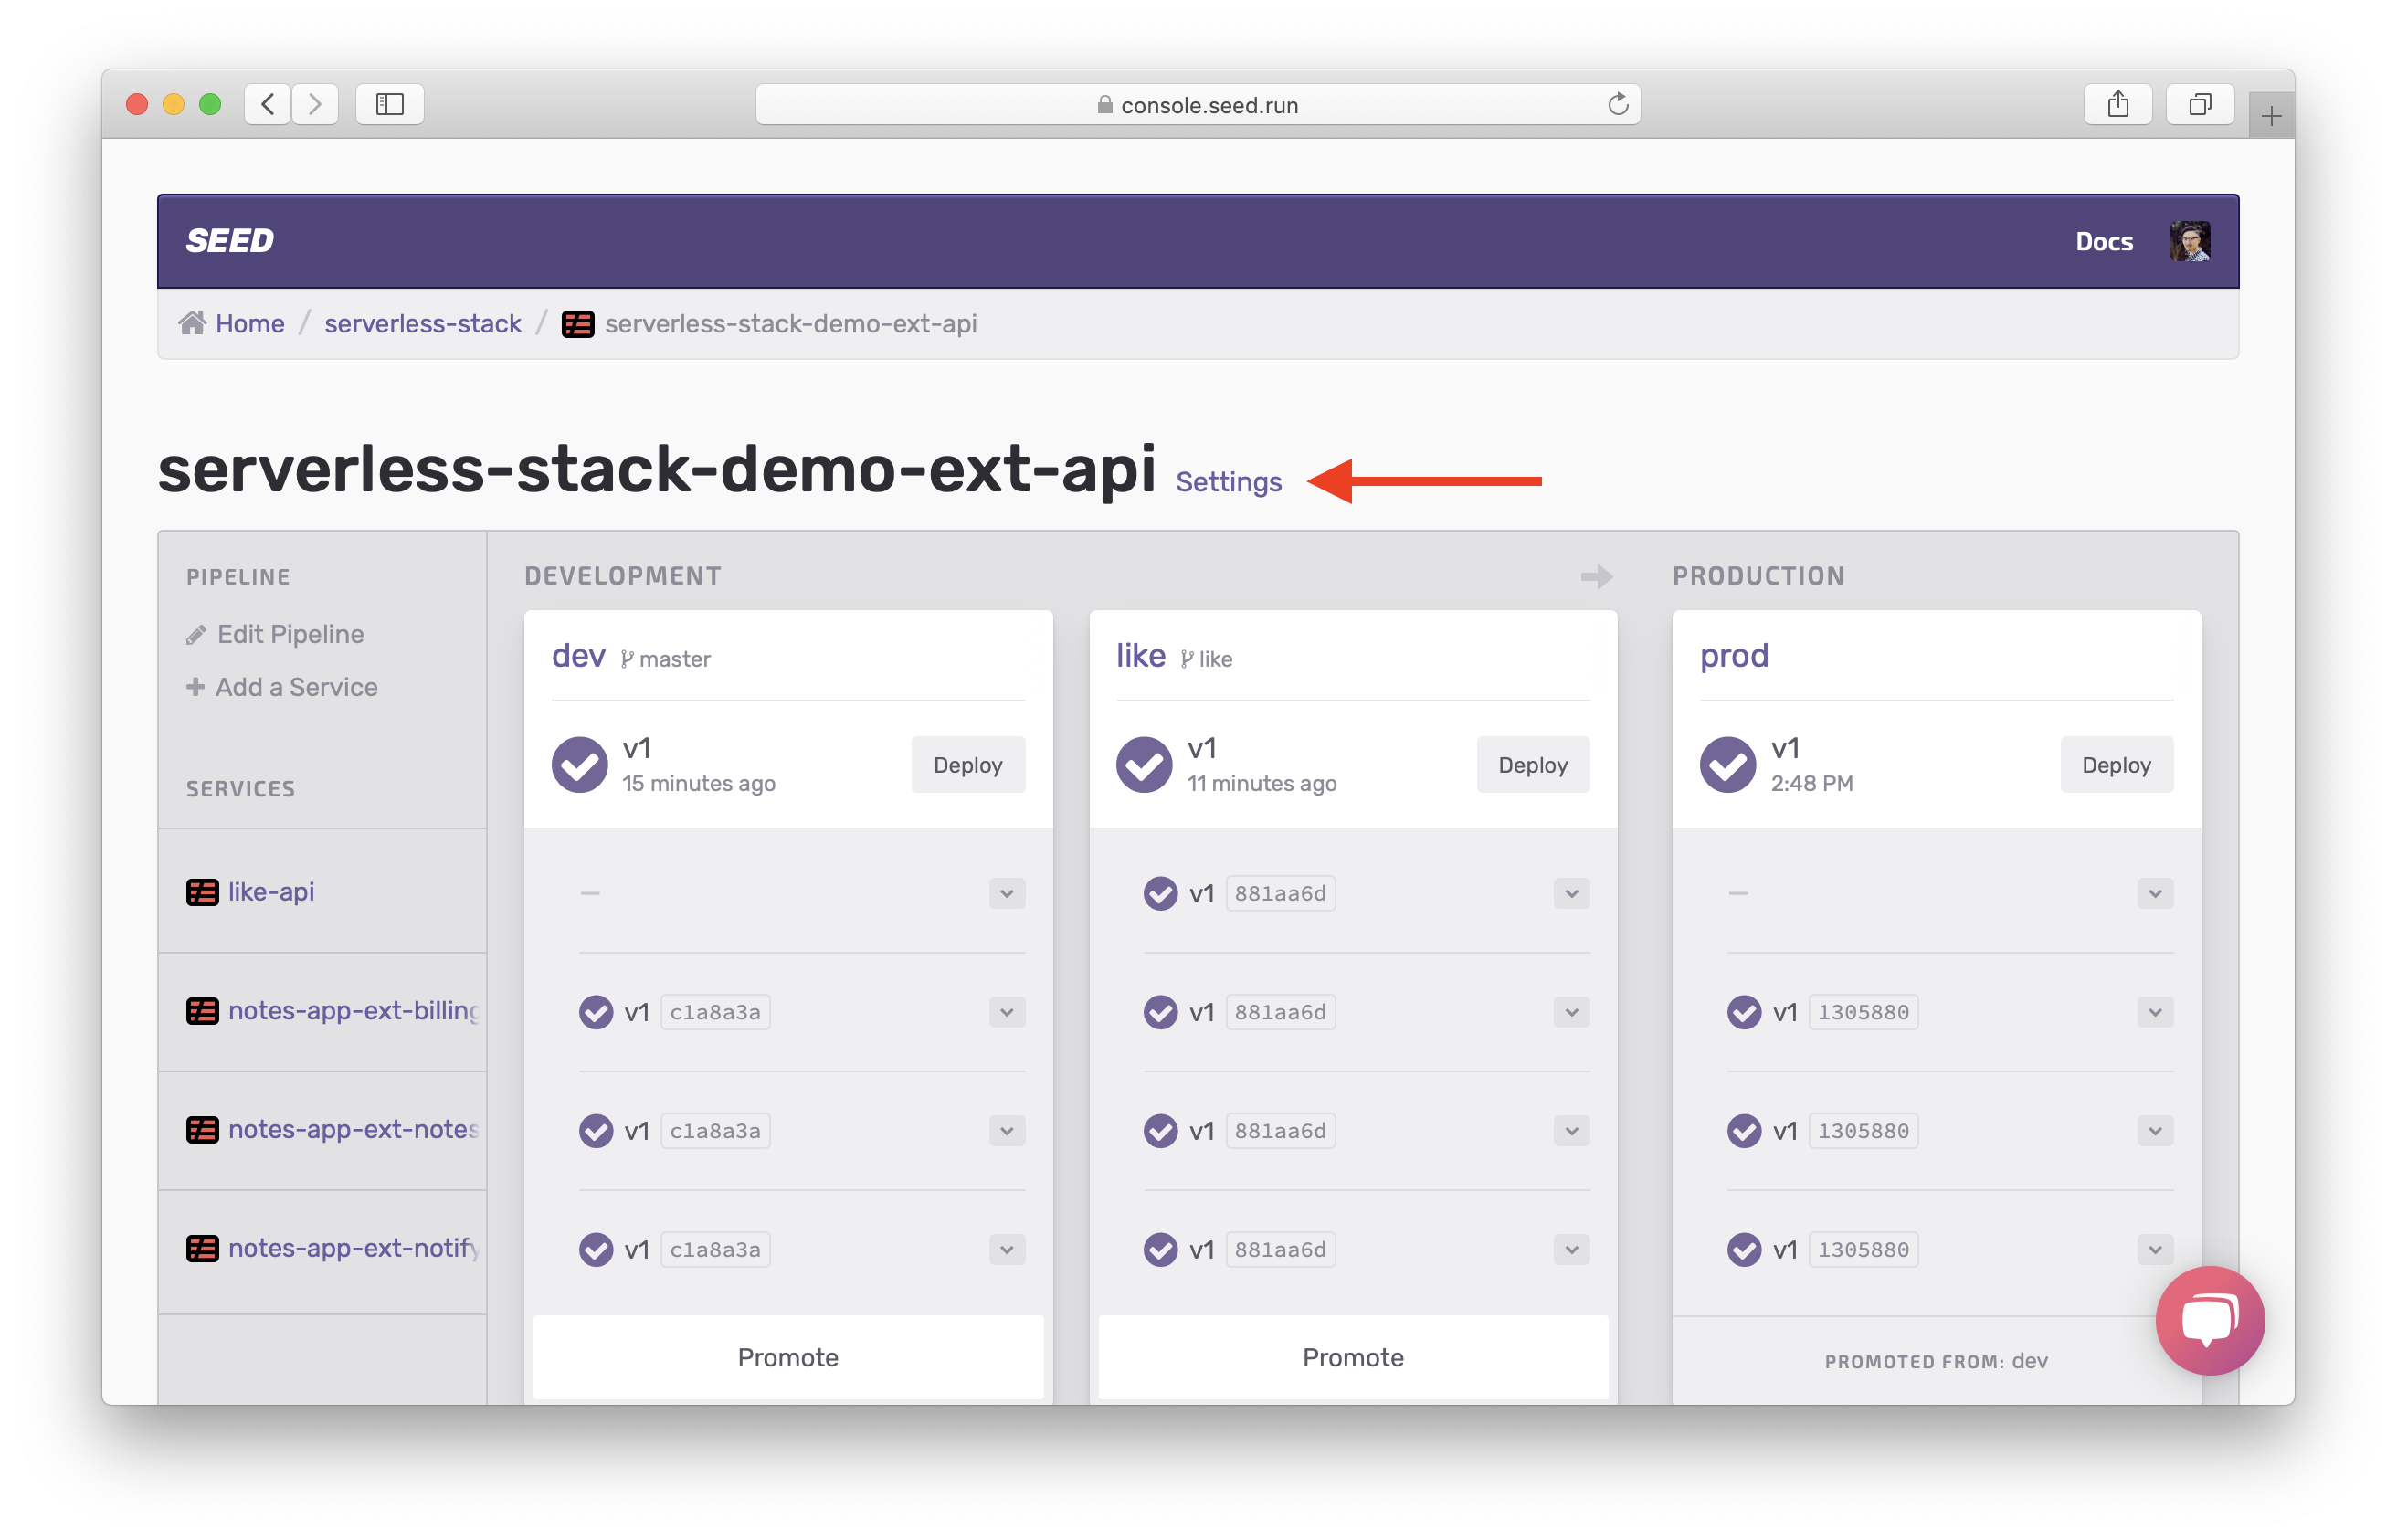 console.seed.run
SEED
Docs
Home / serverless-stack / serverless-stack-demo-ext-api
serverless-stack-demo-ext-api Settings
PIPELINE
Edit Pipeline
Add a Service
SERVICES
like-api
notes-app-ext-billing
notes-app-ext-notes
notes-app-ext-notify
DEVELOPMENT
dev master
v1
15 minutes ago
Deploy
—
v1 c1a8a3a
v1 c1a8a3a
v1 c1a8a3a
Promote
like like
v1
11 minutes ago
Deploy
v1 881aa6d
v1 881aa6d
v1 881aa6d
v1 881aa6d
Promote
PRODUCTION
prod
v1
2:48 PM
Deploy
—
v1 1305880
v1 1305880
v1 1305880
PROMOTED FROM: dev